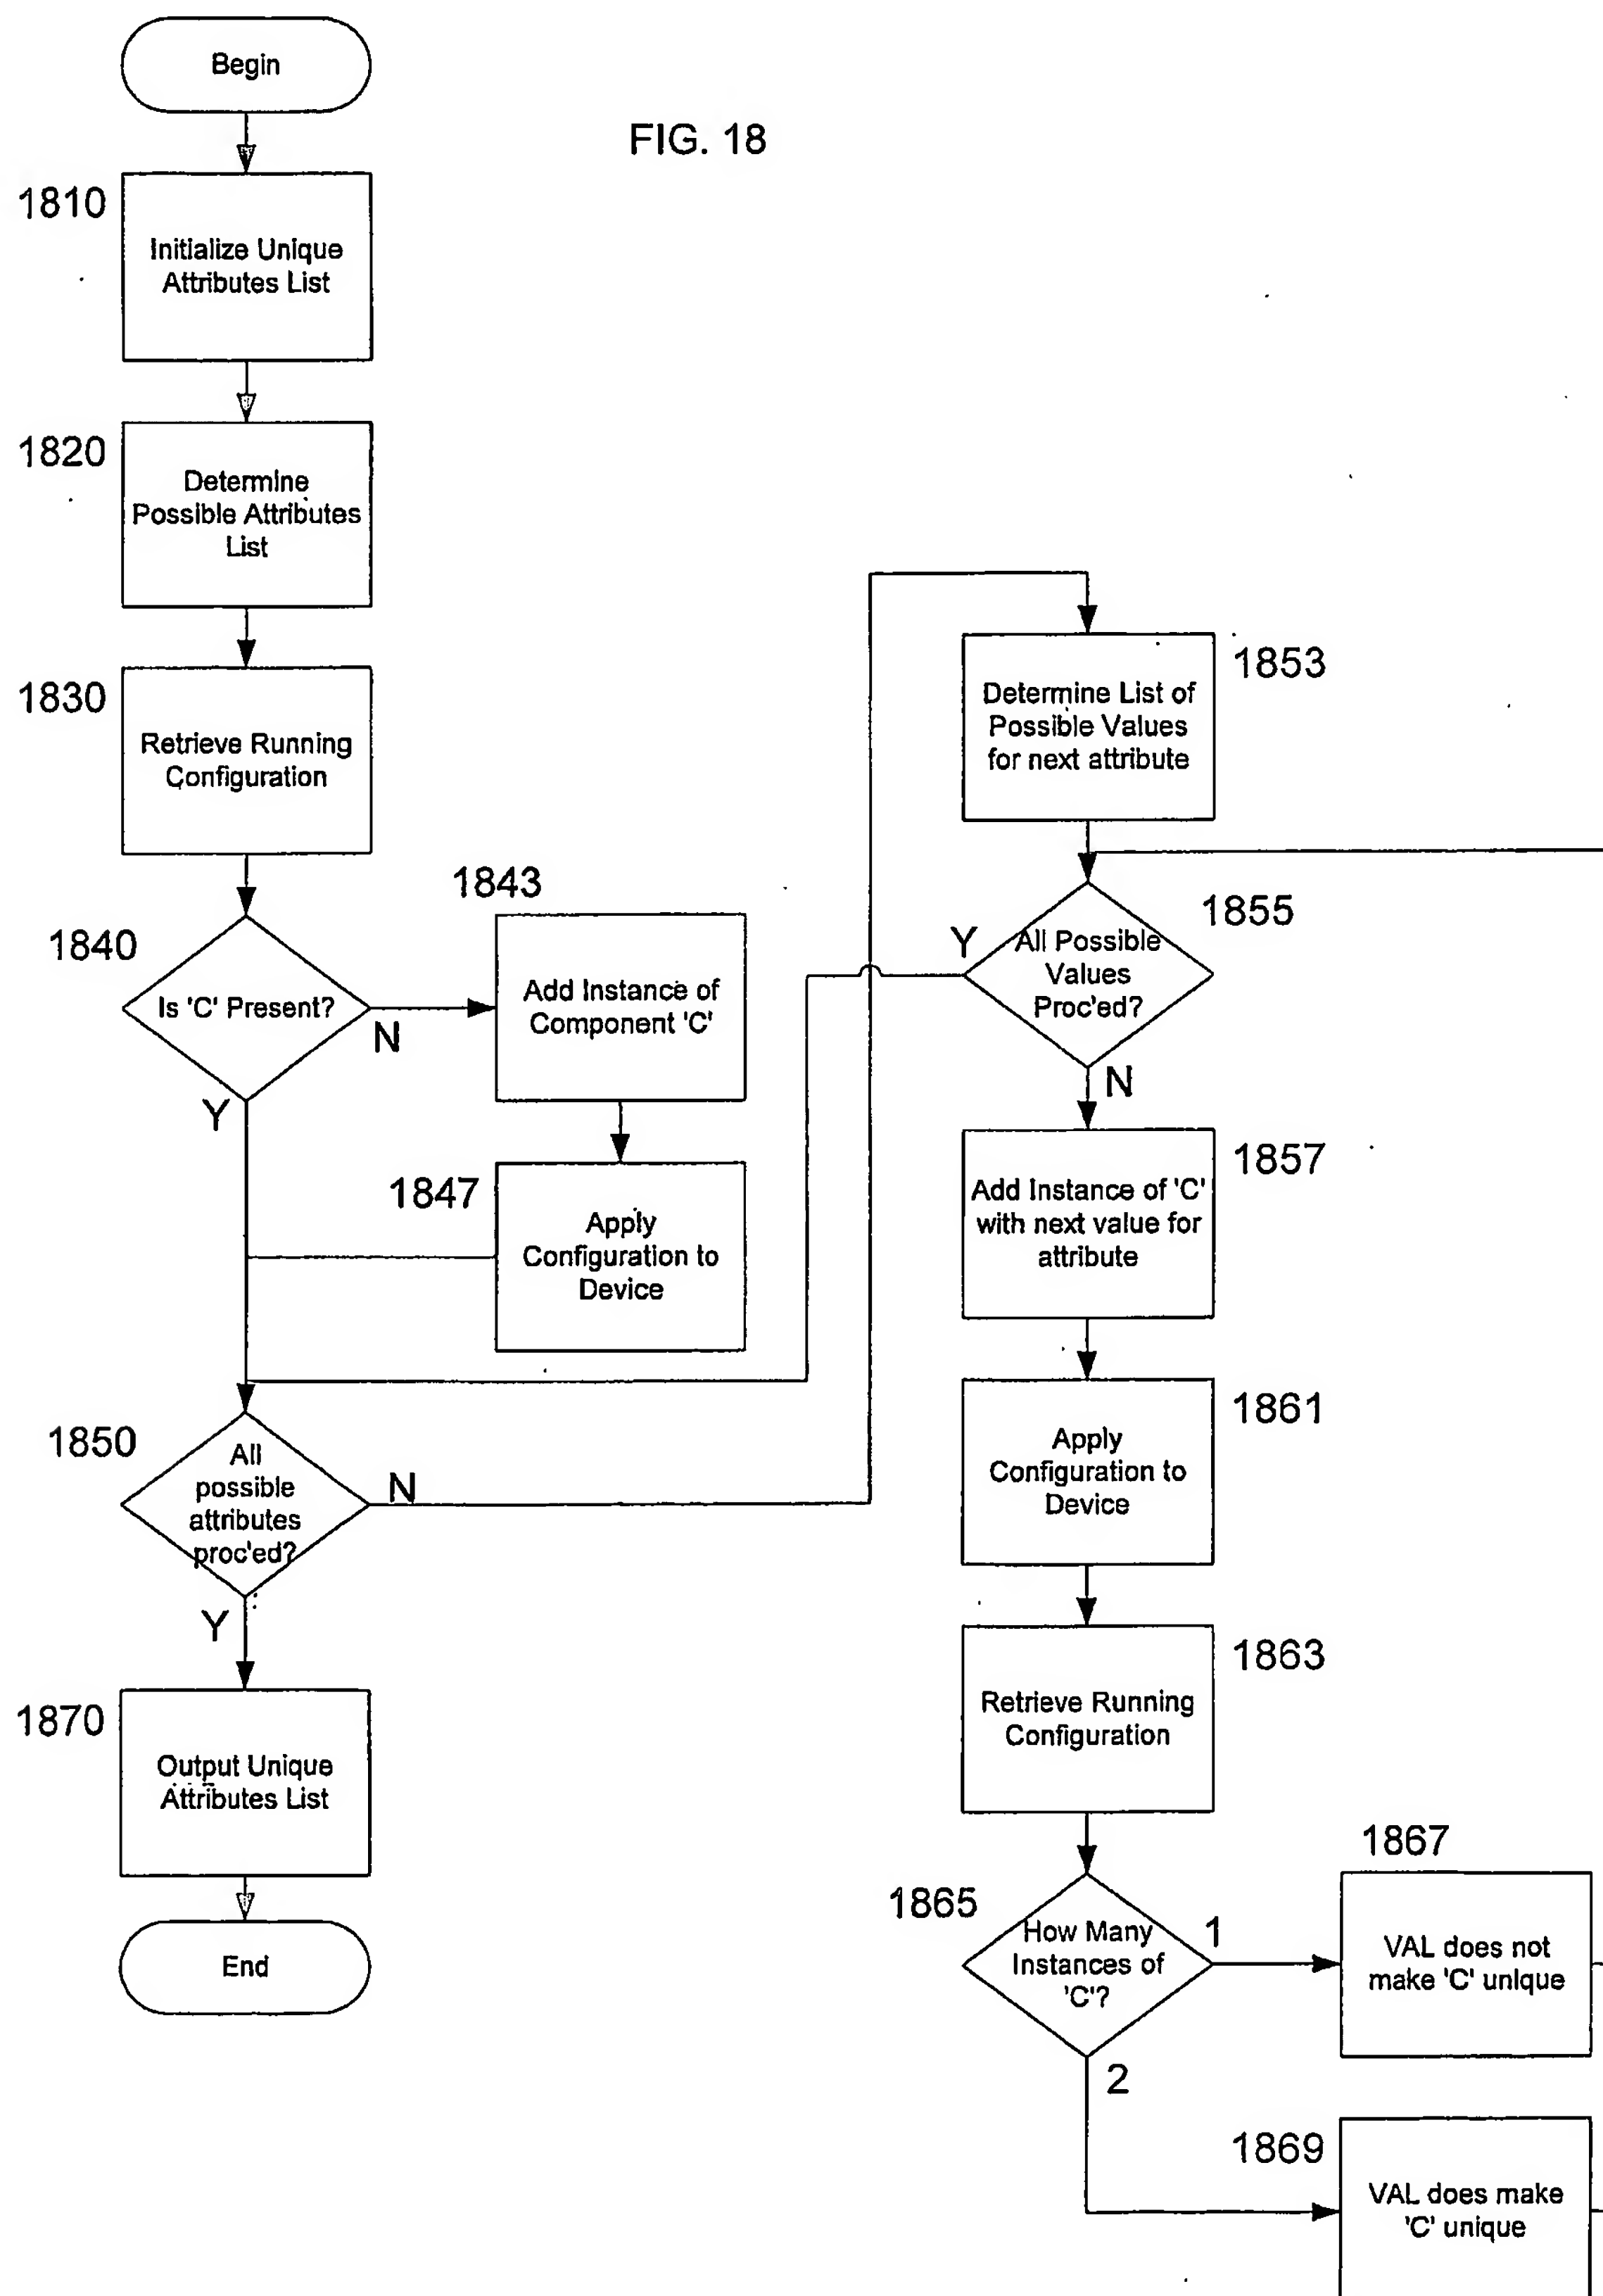 Begin
FIG. 18
1810
Initialize Unique
Attributes List
1820
Determine
Possible Attributes
List
1830
Retrieve Running
Configuration
1840
Is 'C' Present?
N
Y
1843
Add Instance of
Component 'C'
1847
Apply
Configuration to
Device
1850
All
possible
attributes
proc'ed?
N
Y
1870
Output Unique
Attributes List
End
1853
Determine List of
Possible Values
for next attribute
1855
Y
All Possible
Values
Proc'ed?
N
1857
Add Instance of 'C'
with next value for
attribute
1861
Apply
Configuration to
Device
1863
Retrieve Running
Configuration
1865
How Many
Instances of
'C'?
1
2
1867
VAL does not
make 'C' unique
1869
VAL does make
'C' unique